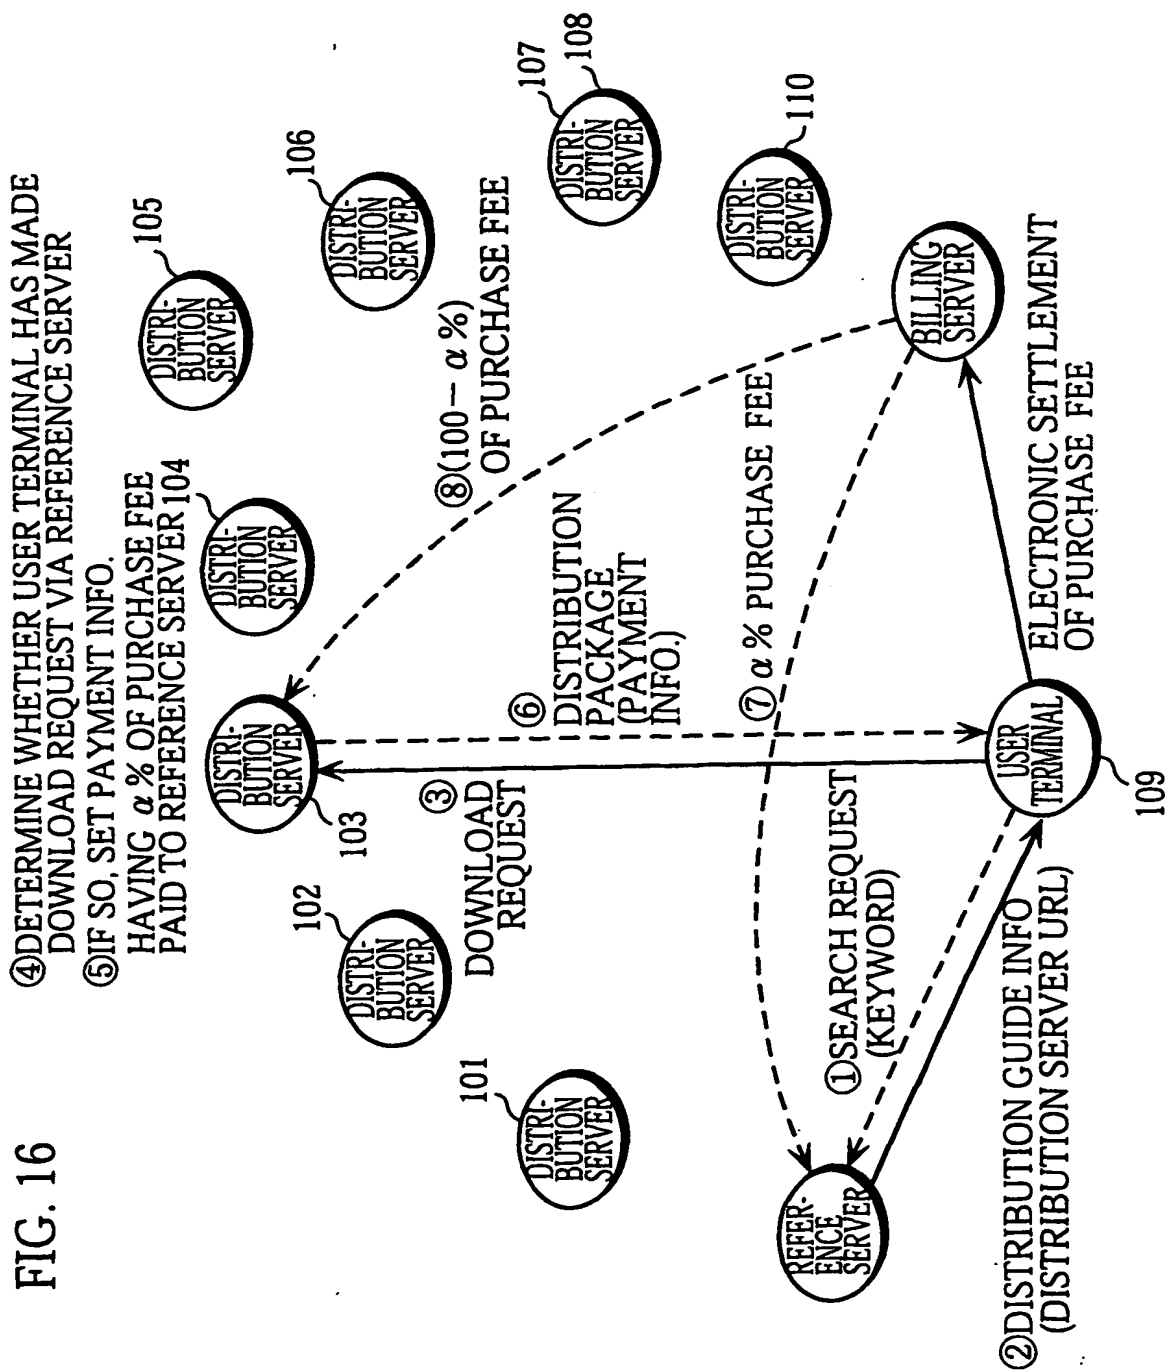 FIG. 16
④DETERMINE WHETHER USER TERMINAL HAS MADE
DOWNLOAD REQUEST VIA REFERENCE SERVER
⑤IF SO, SET PAYMENT INFO.
HAVING α% OF PURCHASE FEE
PAID TO REFERENCE SERVER
101
DISTRI-
BUTION
SERVER
102
DISTRI-
BUTION
SERVER
103
DISTRI-
BUTION
SERVER
104
DISTRI-
BUTION
SERVER
105
DISTRI-
BUTION
SERVER
106
DISTRI-
BUTION
SERVER
107
108
DISTRI-
BUTION
SERVER
110
DISTRI-
BUTION
SERVER
③
DOWNLOAD
REQUEST
⑥
DISTRIBUTION
PACKAGE
(PAYMENT
INFO.)
⑧(100-α%)
OF PURCHASE FEE
⑦α% PURCHASE FEE
REFER-
ENCE
SERVER
①SEARCH REQUEST
(KEYWORD)
②DISTRIBUTION GUIDE INFO
(DISTRIBUTION SERVER URL)
USER
TERMINAL
109
BILLING
SERVER
ELECTRONIC SETTLEMENT
OF PURCHASE FEE